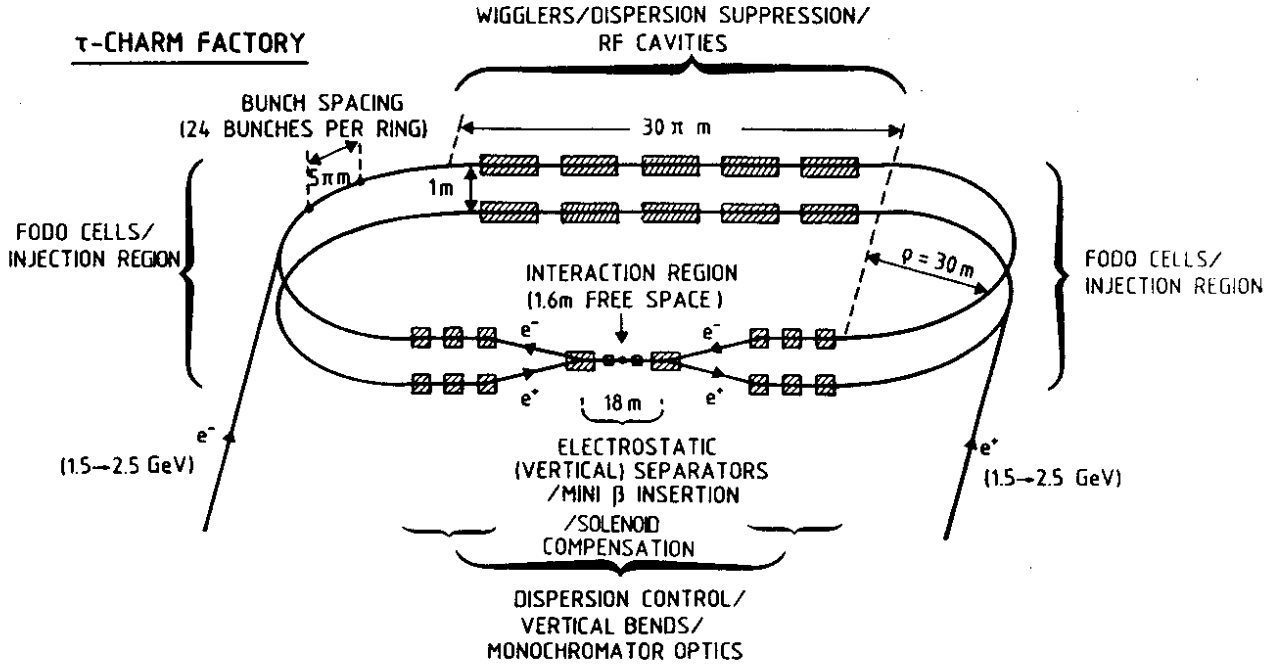 τ-CHARM FACTORY
WIGGLERS/DISPERSION SUPPRESSION/
RF CAVITIES
BUNCH SPACING
(24 BUNCHES PER RING)
30 π m
5πm
1m
FODO CELLS/
INJECTION REGION
INTERACTION REGION
(1.6m FREE SPACE)
ρ = 30 m
FODO CELLS/
INJECTION REGION
e⁻
e⁻
e⁺
e⁺
18 m
e⁻
(1.5→2.5 GeV)
e⁺
(1.5→2.5 GeV)
ELECTROSTATIC
(VERTICAL) SEPARATORS
/MINI β INSERTION
/SOLENOID
COMPENSATION
DISPERSION CONTROL/
VERTICAL BENDS/
MONOCHROMATOR OPTICS